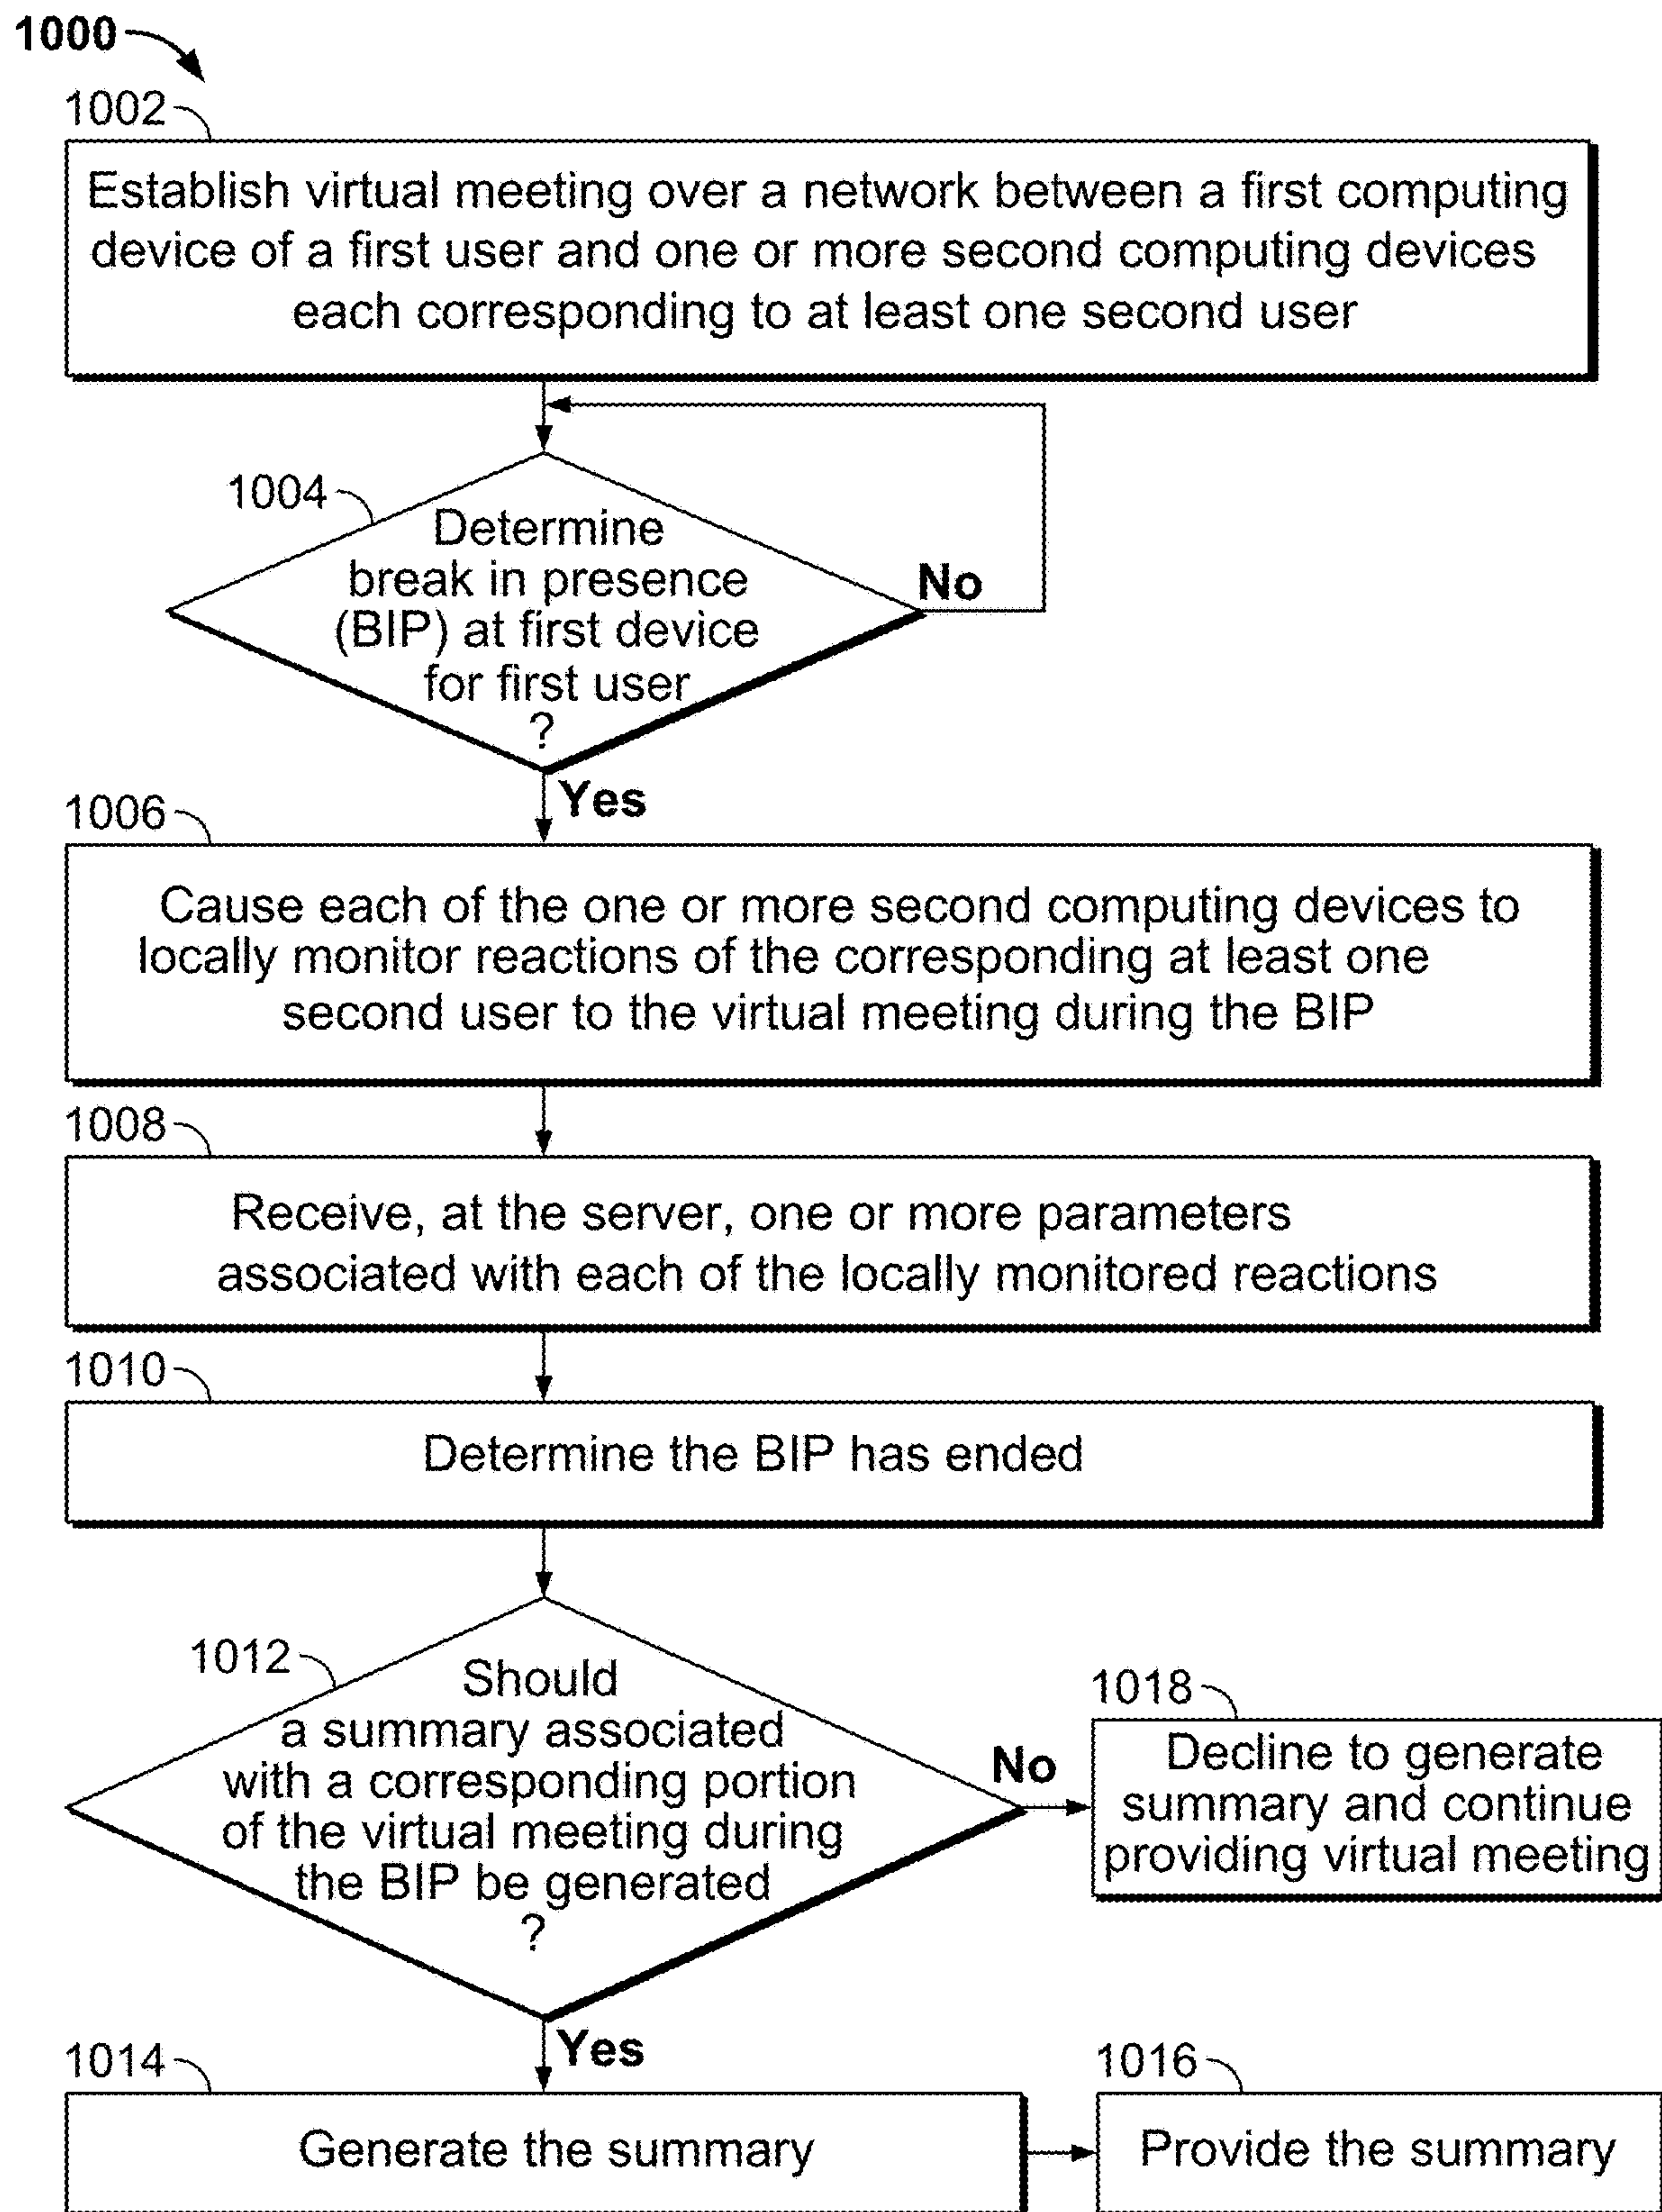 1000
1002
Establish virtual meeting over a network between a first computing
device of a first user and one or more second computing devices
each corresponding to at least one second user
1004
Determine
break in presence
(BIP) at first device
for first user
?
No
Yes
1006
Cause each of the one or more second computing devices to
locally monitor reactions of the corresponding at least one
second user to the virtual meeting during the BIP
1008
Receive, at the server, one or more parameters
associated with each of the locally monitored reactions
1010
Determine the BIP has ended
1012
Should
a summary associated
with a corresponding portion
of the virtual meeting during
the BIP be generated
?
No
1018
Decline to generate
summary and continue
providing virtual meeting
Yes
1014
Generate the summary
1016
Provide the summary